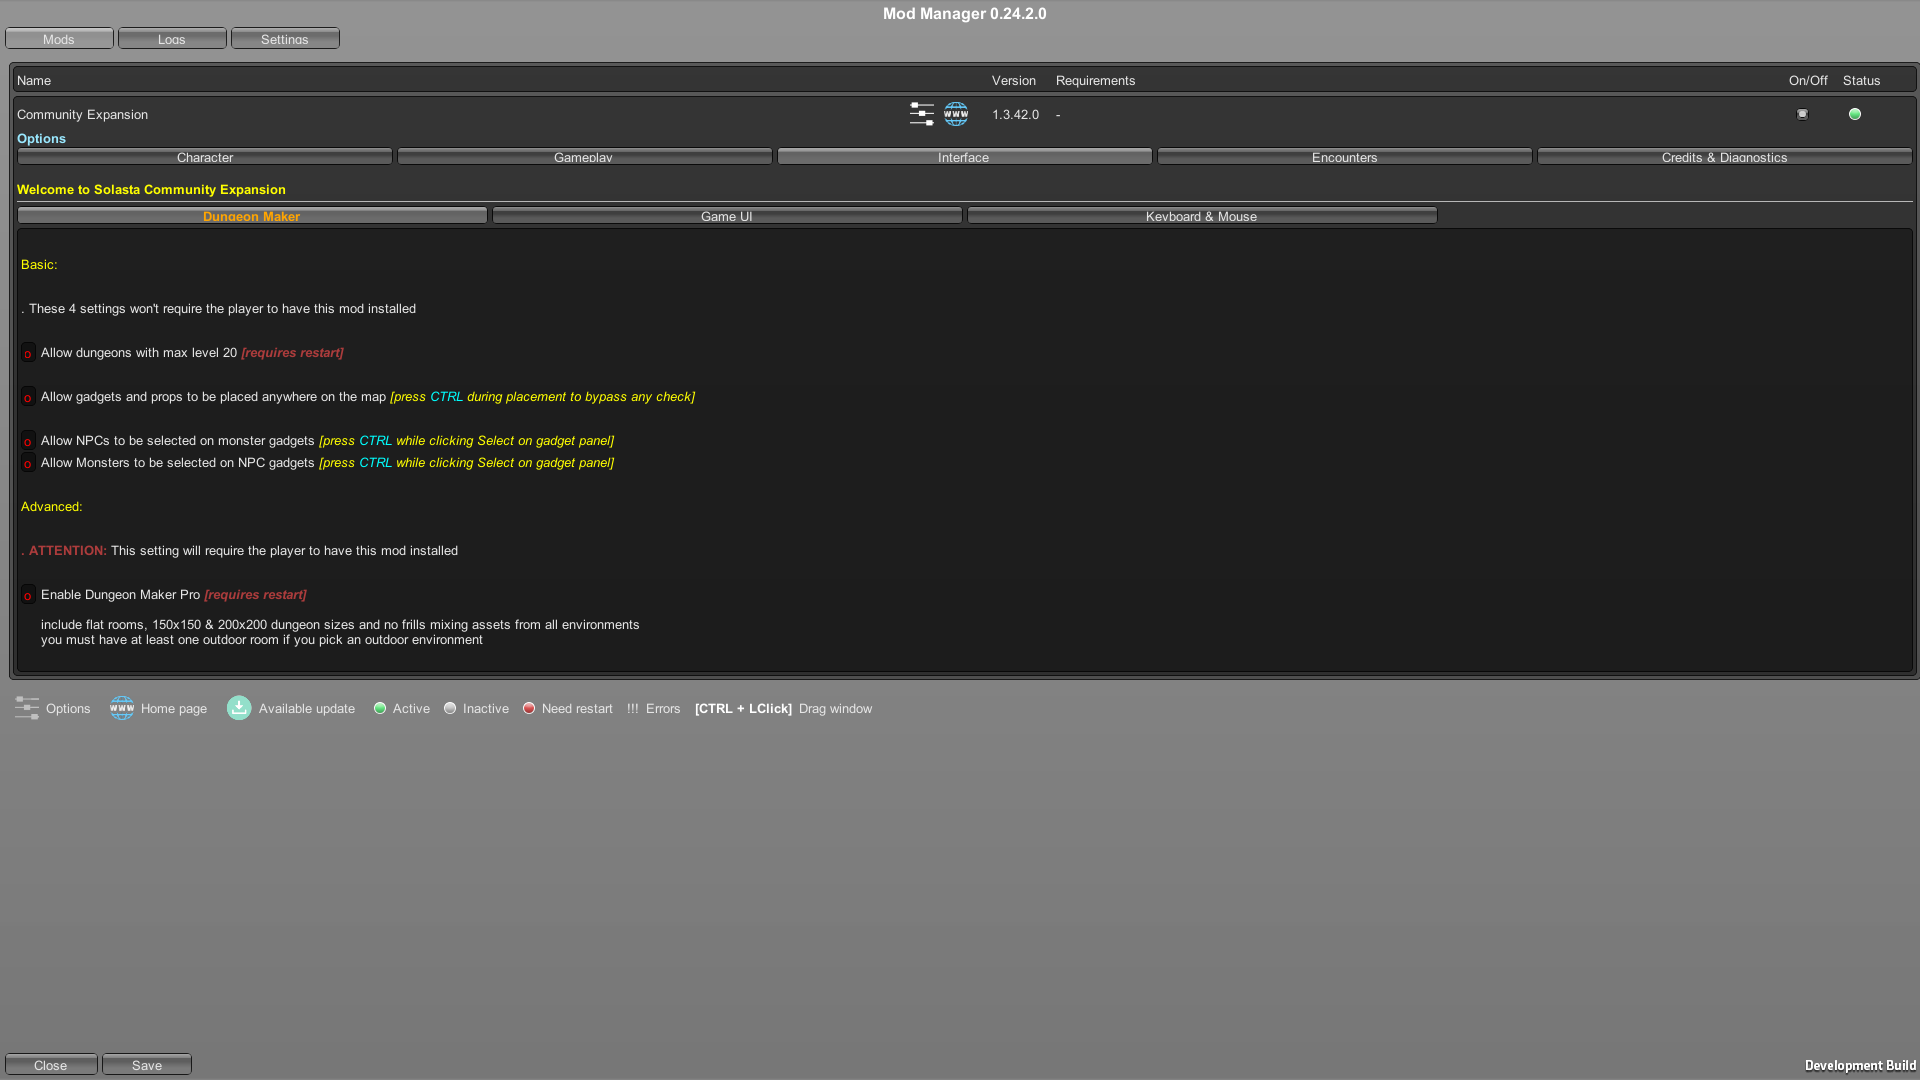 Mod Manager 0.24.2.0
Mods Logs Settings
Name Version Requirements On/Off Status
Community Expansion www 1.3.42.0 -
Options
Character Gameplay Interface Encounters Credits & Diagnostics
Welcome to Solasta Community Expansion
Dungeon Maker Game UI Keyboard & Mouse
Basic:
. These 4 settings won't require the player to have this mod installed
o Allow dungeons with max level 20 [requires restart]
o Allow gadgets and props to be placed anywhere on the map [press CTRL during placement to bypass any check]
o Allow NPCs to be selected on monster gadgets [press CTRL while clicking Select on gadget panel]
o Allow Monsters to be selected on NPC gadgets [press CTRL while clicking Select on gadget panel]
Advanced:
. ATTENTION: This setting will require the player to have this mod installed
o Enable Dungeon Maker Pro [requires restart]
include flat rooms, 150x150 & 200x200 dungeon sizes and no frills mixing assets from all environments
you must have at least one outdoor room if you pick an outdoor environment
Options www Home page Available update Active Inactive Need restart !!! Errors [CTRL + LClick] Drag window
Close Save
Development Build